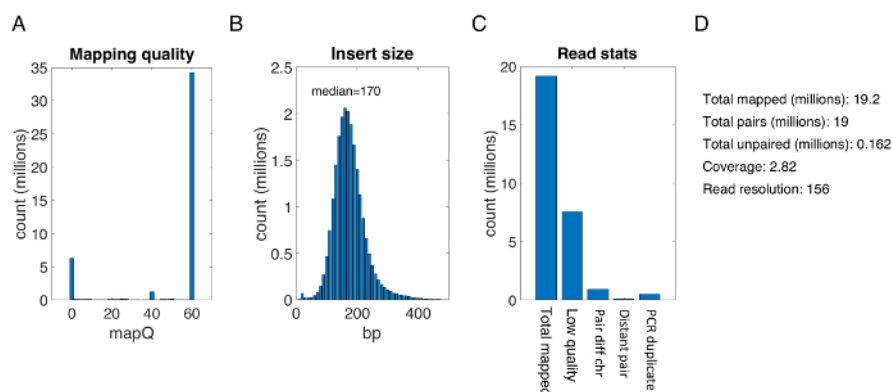 A
Mapping quality
35
30
25
20
15
10
5
0
0 20 40 60
count (millions)
mapQ
B
Insert size
median=170
2.5
2
1.5
1
0.5
0
0 200 400
count (millions)
bp
C
Read stats
20
15
10
5
0
count (millions)
Total mapped
Low quality
Pair diff chr
Distant pair
PCR duplicate
D
Total mapped (millions): 19.2
Total pairs (millions): 19
Total unpaired (millions): 0.162
Coverage: 2.82
Read resolution: 156